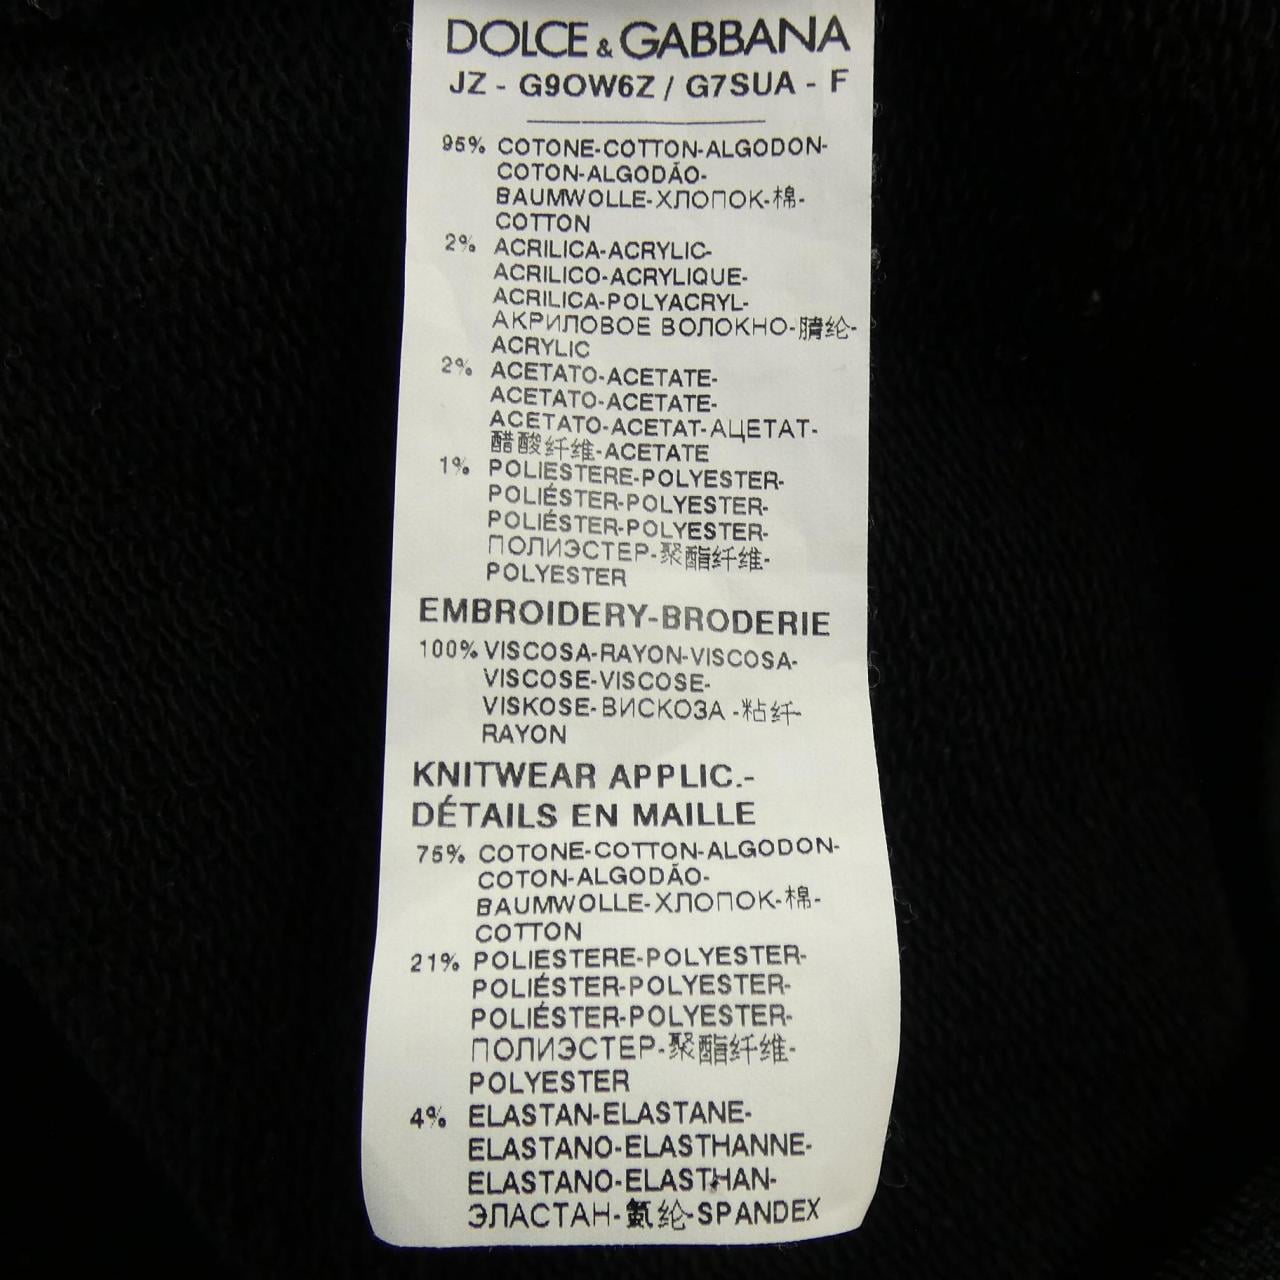 DOLCE & GABBANA
JZ - G9OW6Z / G7SUA - F
95% COTONE-COTTON-ALGODON-
COTON-ALGODÃO-
BAUMWOLLE-ХЛОПОК-棉-
COTTON
2% ACRILICA-ACRYLIC-
ACRILICO-ACRYLIQUE-
ACRILICA-POLYACRYL-
АКРИЛОВОЕ ВОЛОКНО-腈纶-
ACRYLIC
2% ACETATO-ACETATE-
ACETATO-ACETATE-
ACETATO-ACETAT-АЦЕТАТ-
醋酸纤维-ACETATE
1% POLIESTERE-POLYESTER-
POLIÉSTER-POLYESTER-
POLIÉSTER-POLYESTER-
ПОЛИЭСТЕР-聚酯纤维-
POLYESTER
EMBROIDERY-BRODERIE
100% VISCOSA-RAYON-VISCOSA-
VISCOSE-VISCOSE-
VISKOSE-ВИСКОЗА -粘纤-
RAYON
KNITWEAR APPLIC.-
DÉTAILS EN MAILLE
75% COTONE-COTTON-ALGODON-
COTON-ALGODÃO-
BAUMWOLLE-ХЛОПОК-棉-
COTTON
21% POLIESTERE-POLYESTER-
POLIÉSTER-POLYESTER-
POLIÉSTER-POLYESTER-
ПОЛИЭСТЕР-聚酯纤维-
POLYESTER
4% ELASTAN-ELASTANE-
ELASTANO-ELASTHANNE-
ELASTANO-ELASTHAN-
ЭЛАСТАН-氨纶-SPANDEX